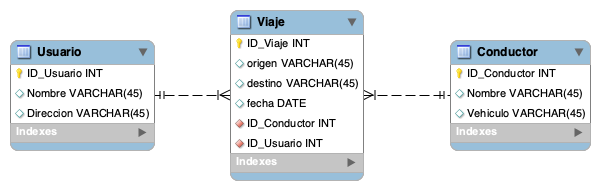 Usuario
ID_Usuario INT
Nombre VARCHAR(45)
Direccion VARCHAR(45)
Indexes
Viaje
ID_Viaje INT
origen VARCHAR(45)
destino VARCHAR(45)
fecha DATE
ID_Conductor INT
ID_Usuario INT
Indexes
Conductor
ID_Conductor INT
Nombre VARCHAR(45)
Vehiculo VARCHAR(45)
Indexes